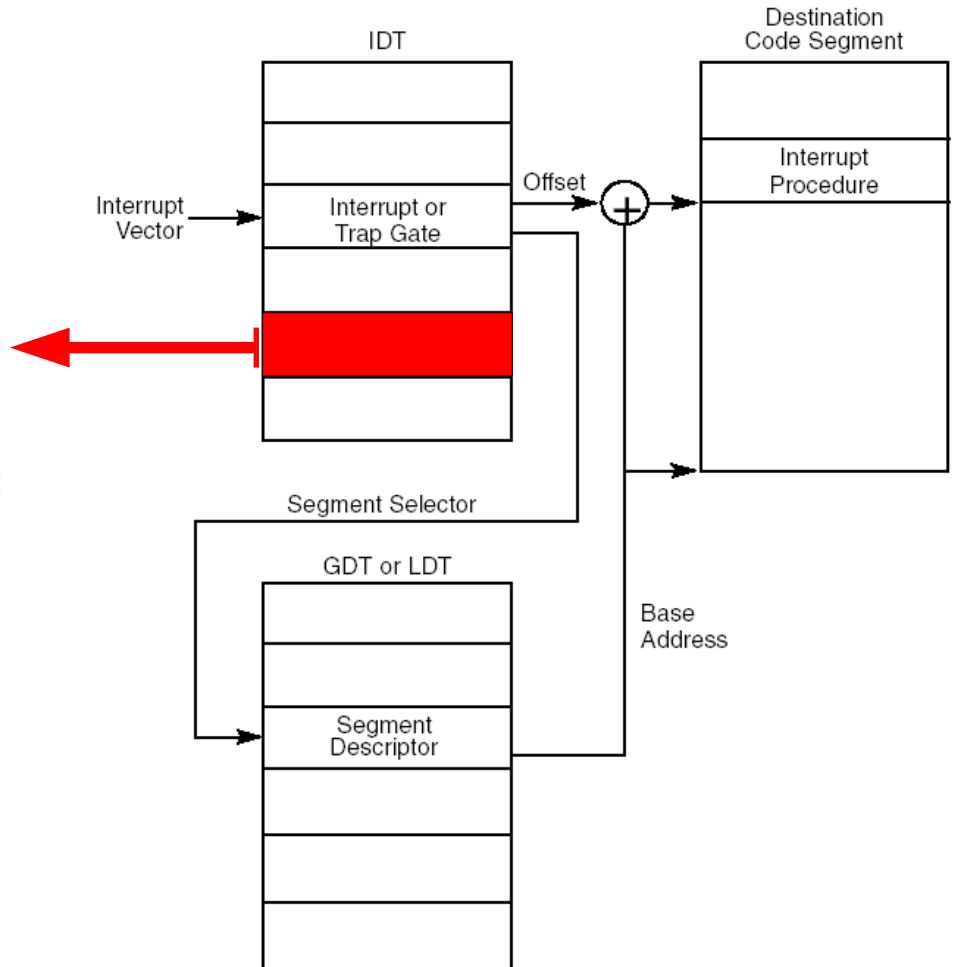 IDT
Destination
Code Segment
Interrupt
Vector
Interrupt or
Trap Gate
Offset
+
Interrupt
Procedure
Segment Selector
GDT or LDT
Base
Address
Segment
Descriptor